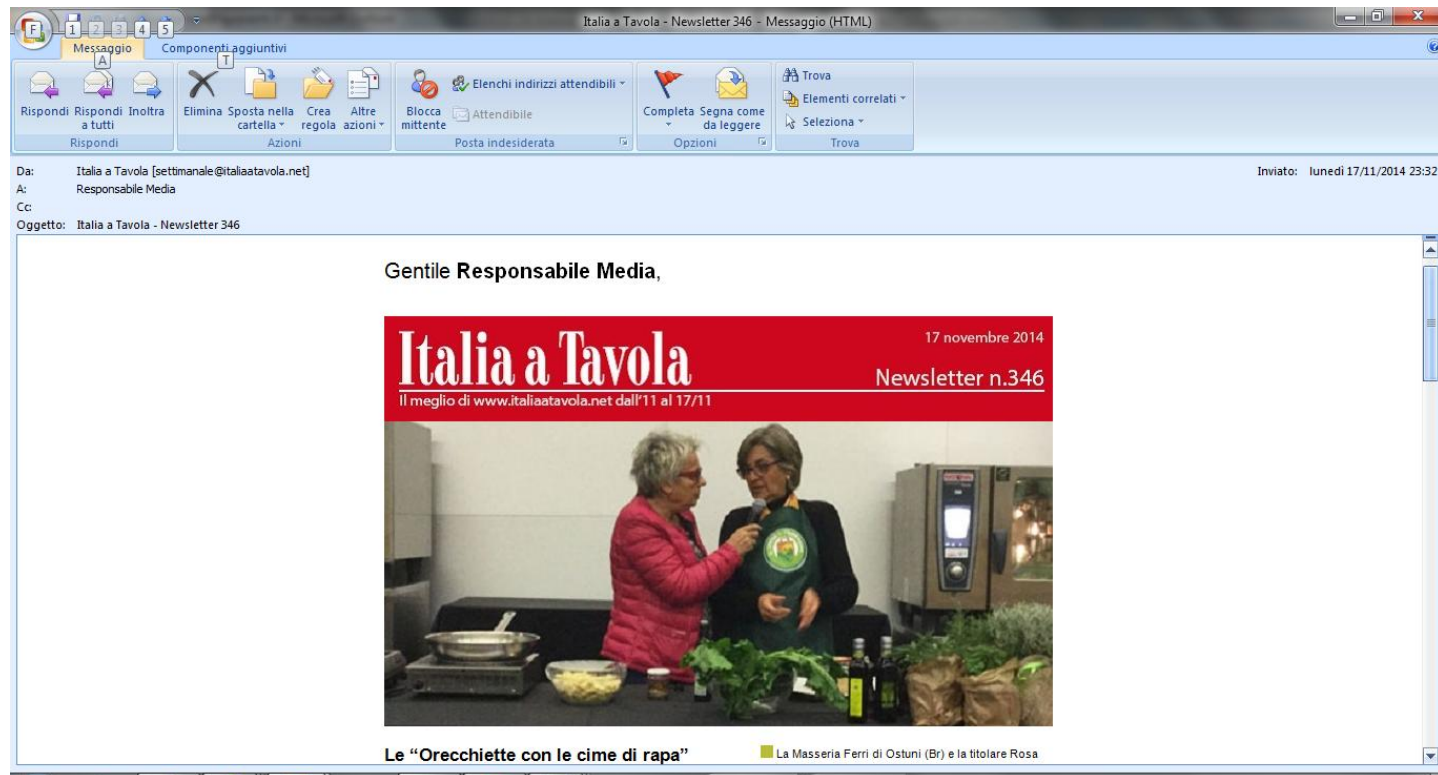 Italia a Tavola - Newsletter 346 - Messaggio (HTML)
F 1 2 3 4 5
Messaggio Componenti aggiuntivi
A T
Rispondi Rispondi a tutti Inoltra
Elimina Sposta nella cartella Crea regola Altre azioni
Blocca mittente
Elenchi indirizzi attendibili
Attendibile
Completa Segna come da leggere
Trova
Elementi correlati
Seleziona
Rispondi Azioni Posta indesiderata Opzioni Trova
Da: Italia a Tavola [settimanale@italiaatavola.net] Inviato: lunedì 17/11/2014 23:32
A: Responsabile Media
Cc:
Oggetto: Italia a Tavola - Newsletter 346
Gentile Responsabile Media,
17 novembre 2014
Italia a Tavola
Newsletter n.346
Il meglio di www.italiaatavola.net dall'11 al 17/11
Le “Orecchiette con le cime di rapa”
La Masseria Ferri di Ostuni (Br) e la titolare Rosa